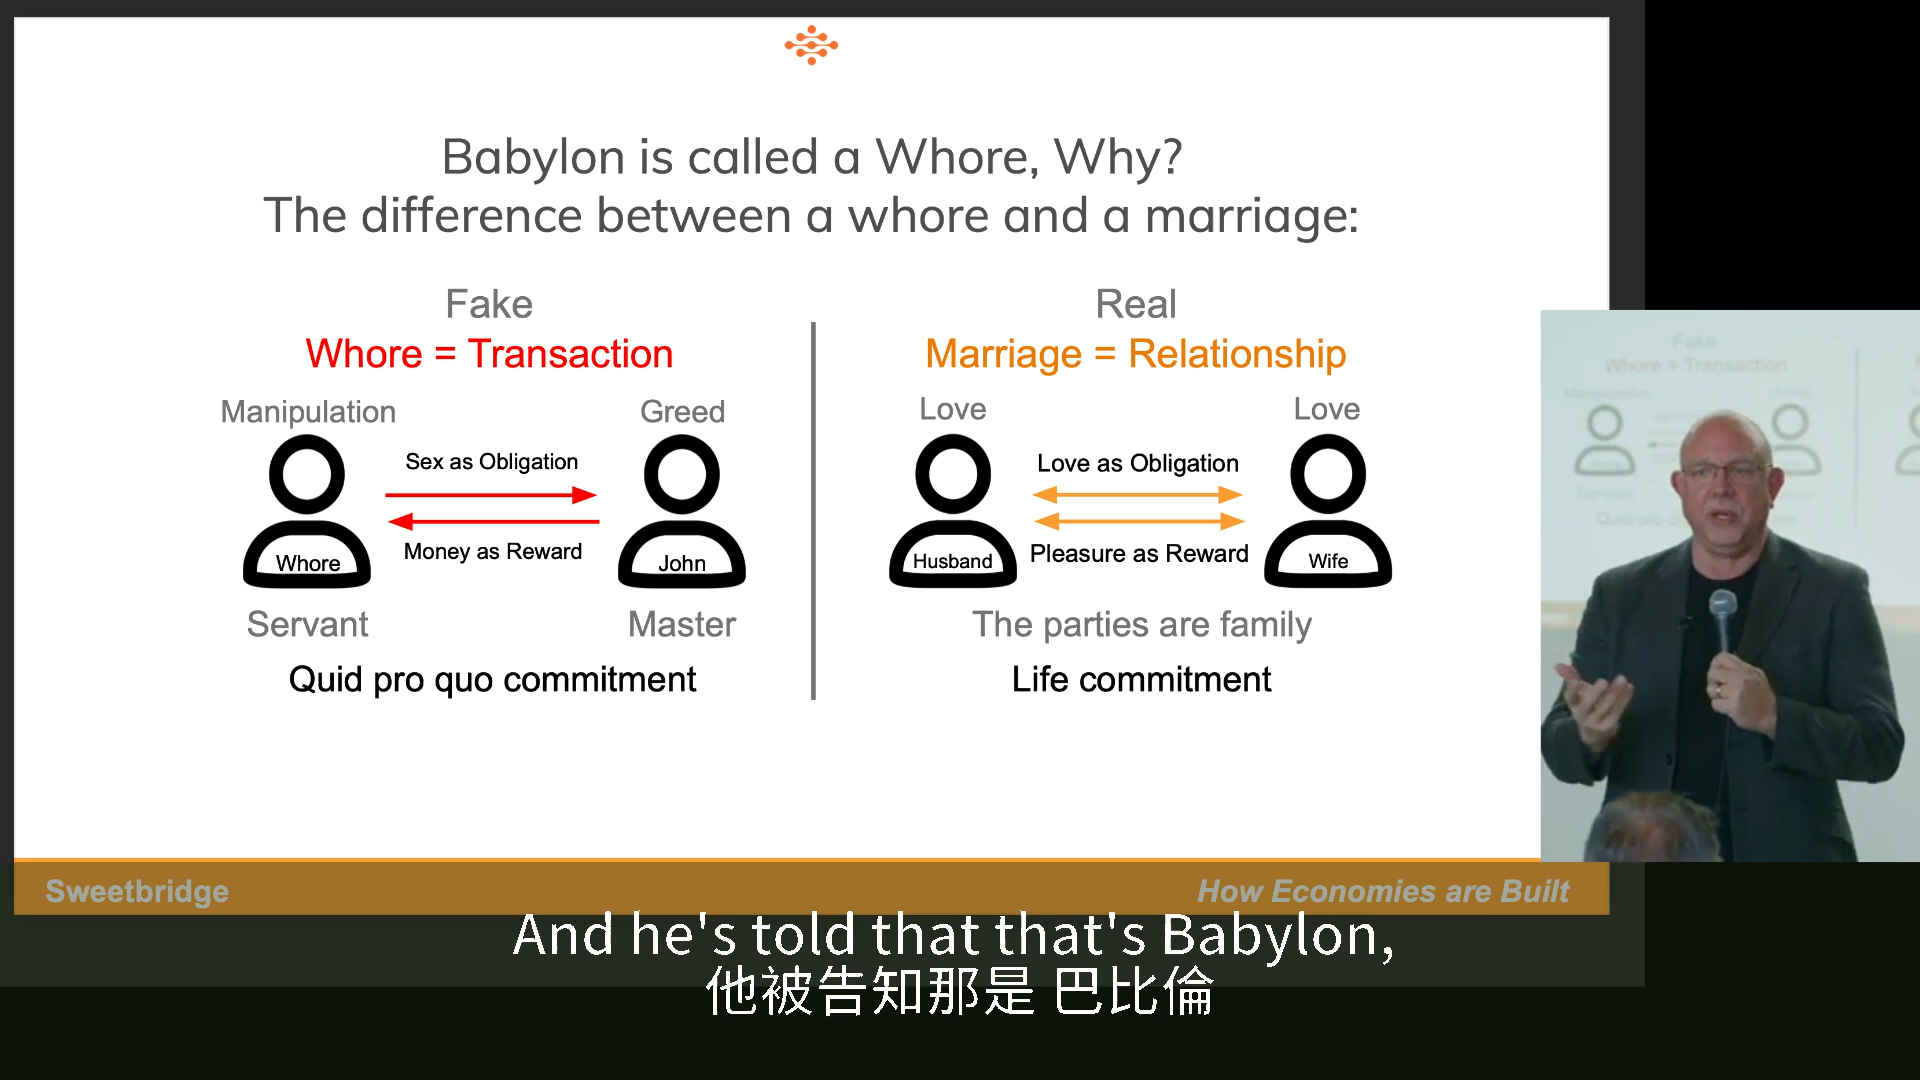 Babylon is called a Whore, Why?
The difference between a whore and a marriage:
Fake
Whore = Transaction
Manipulation
Greed
Sex as Obligation
Money as Reward
Whore
John
Servant
Master
Quid pro quo commitment
Real
Marriage = Relationship
Love
Love
Love as Obligation
Pleasure as Reward
Husband
Wife
The parties are family
Life commitment
Fake
Whore = Transaction
Sweetbridge
How Economies are Built
And he's told that that's Babylon,
他被告知那是 巴比倫